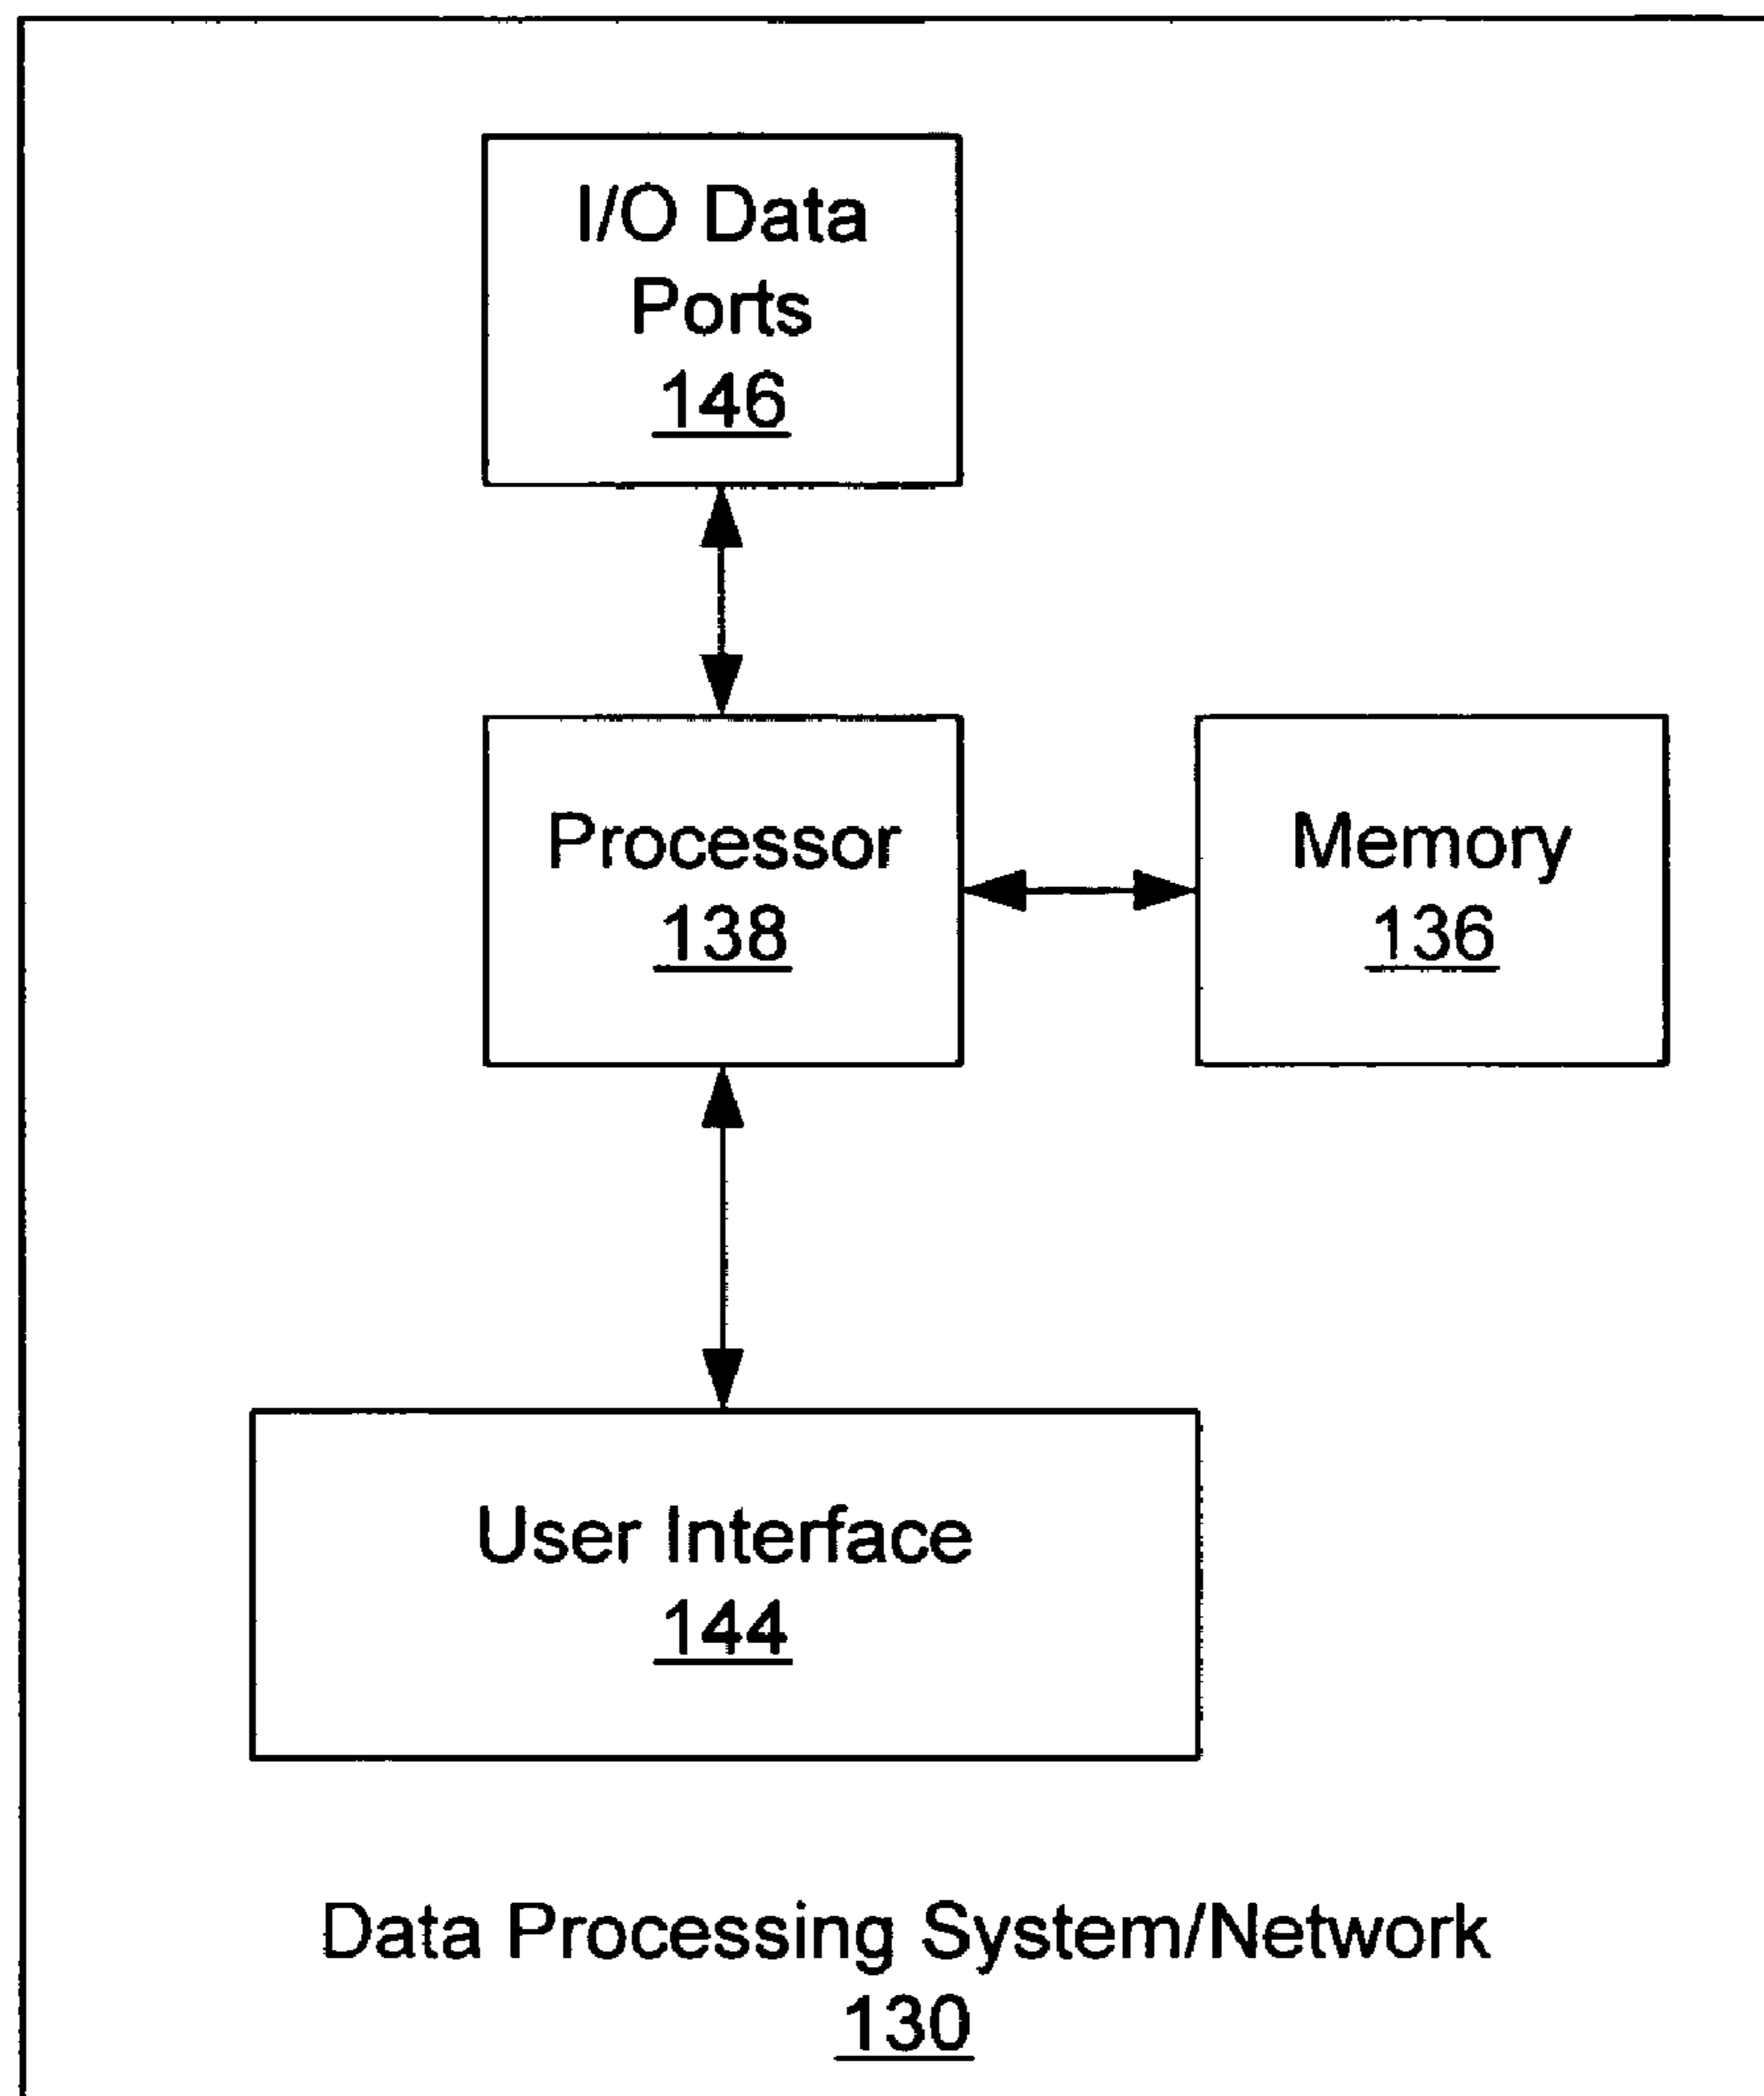 I/O Data
Ports
146
Processor
138
Memory
136
User Interface
144
Data Processing System/Network
130